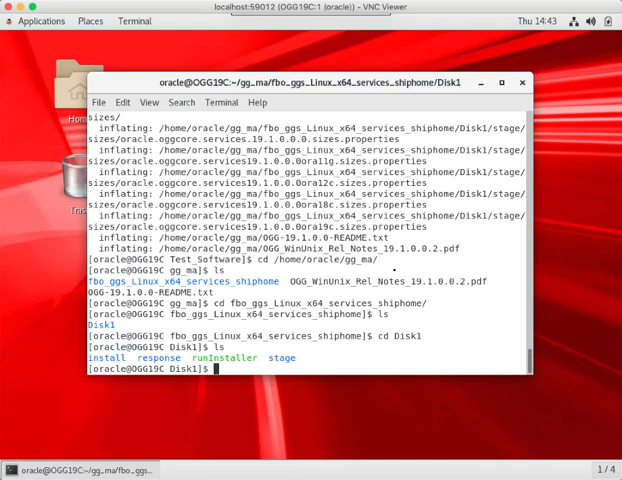 localhost:59012 (OGG19C:1 (oracle)) - VNC Viewer
Applications Places Terminal Thu 14:43
Hom
Tras
oracle@OGG19C:~/gg_ma/fbo_ggs_Linux_x64_services_shiphome/Disk1
File Edit View Search Terminal Help
sizes/
inflating: /home/oracle/gg_ma/fbo_ggs_Linux_x64_services_shiphome/Disk1/stage/
sizes/oracle.oggcore.services.19.1.0.0.0.sizes.properties
inflating: /home/oracle/gg_ma/fbo_ggs_Linux_x64_services_shiphome/Disk1/stage/
sizes/oracle.oggcore.services19.1.0.0.0ora11g.sizes.properties
inflating: /home/oracle/gg_ma/fbo_ggs_Linux_x64_services_shiphome/Disk1/stage/
sizes/oracle.oggcore.services19.1.0.0.0ora12c.sizes.properties
inflating: /home/oracle/gg_ma/fbo_ggs_Linux_x64_services_shiphome/Disk1/stage/
sizes/oracle.oggcore.services19.1.0.0.0ora18c.sizes.properties
inflating: /home/oracle/gg_ma/fbo_ggs_Linux_x64_services_shiphome/Disk1/stage/
sizes/oracle.oggcore.services19.1.0.0.0ora19c.sizes.properties
inflating: /home/oracle/gg_ma/OGG-19.1.0.0-README.txt
inflating: /home/oracle/gg_ma/OGG_WinUnix_Rel_Notes_19.1.0.0.2.pdf
[oracle@OGG19C Test_Software]$ cd /home/oracle/gg_ma/
[oracle@OGG19C gg_ma]$ ls
fbo_ggs_Linux_x64_services_shiphome OGG_WinUnix_Rel_Notes_19.1.0.0.2.pdf
OGG-19.1.0.0-README.txt
[oracle@OGG19C gg_ma]$ cd fbo_ggs_Linux_x64_services_shiphome/
[oracle@OGG19C fbo_ggs_Linux_x64_services_shiphome]$ ls
Disk1
[oracle@OGG19C fbo_ggs_Linux_x64_services_shiphome]$ cd Disk1
[oracle@OGG19C Disk1]$ ls
install response runInstaller stage
[oracle@OGG19C Disk1]$
oracle@OGG19C:~/gg_ma/fbo_ggs... 1 / 4